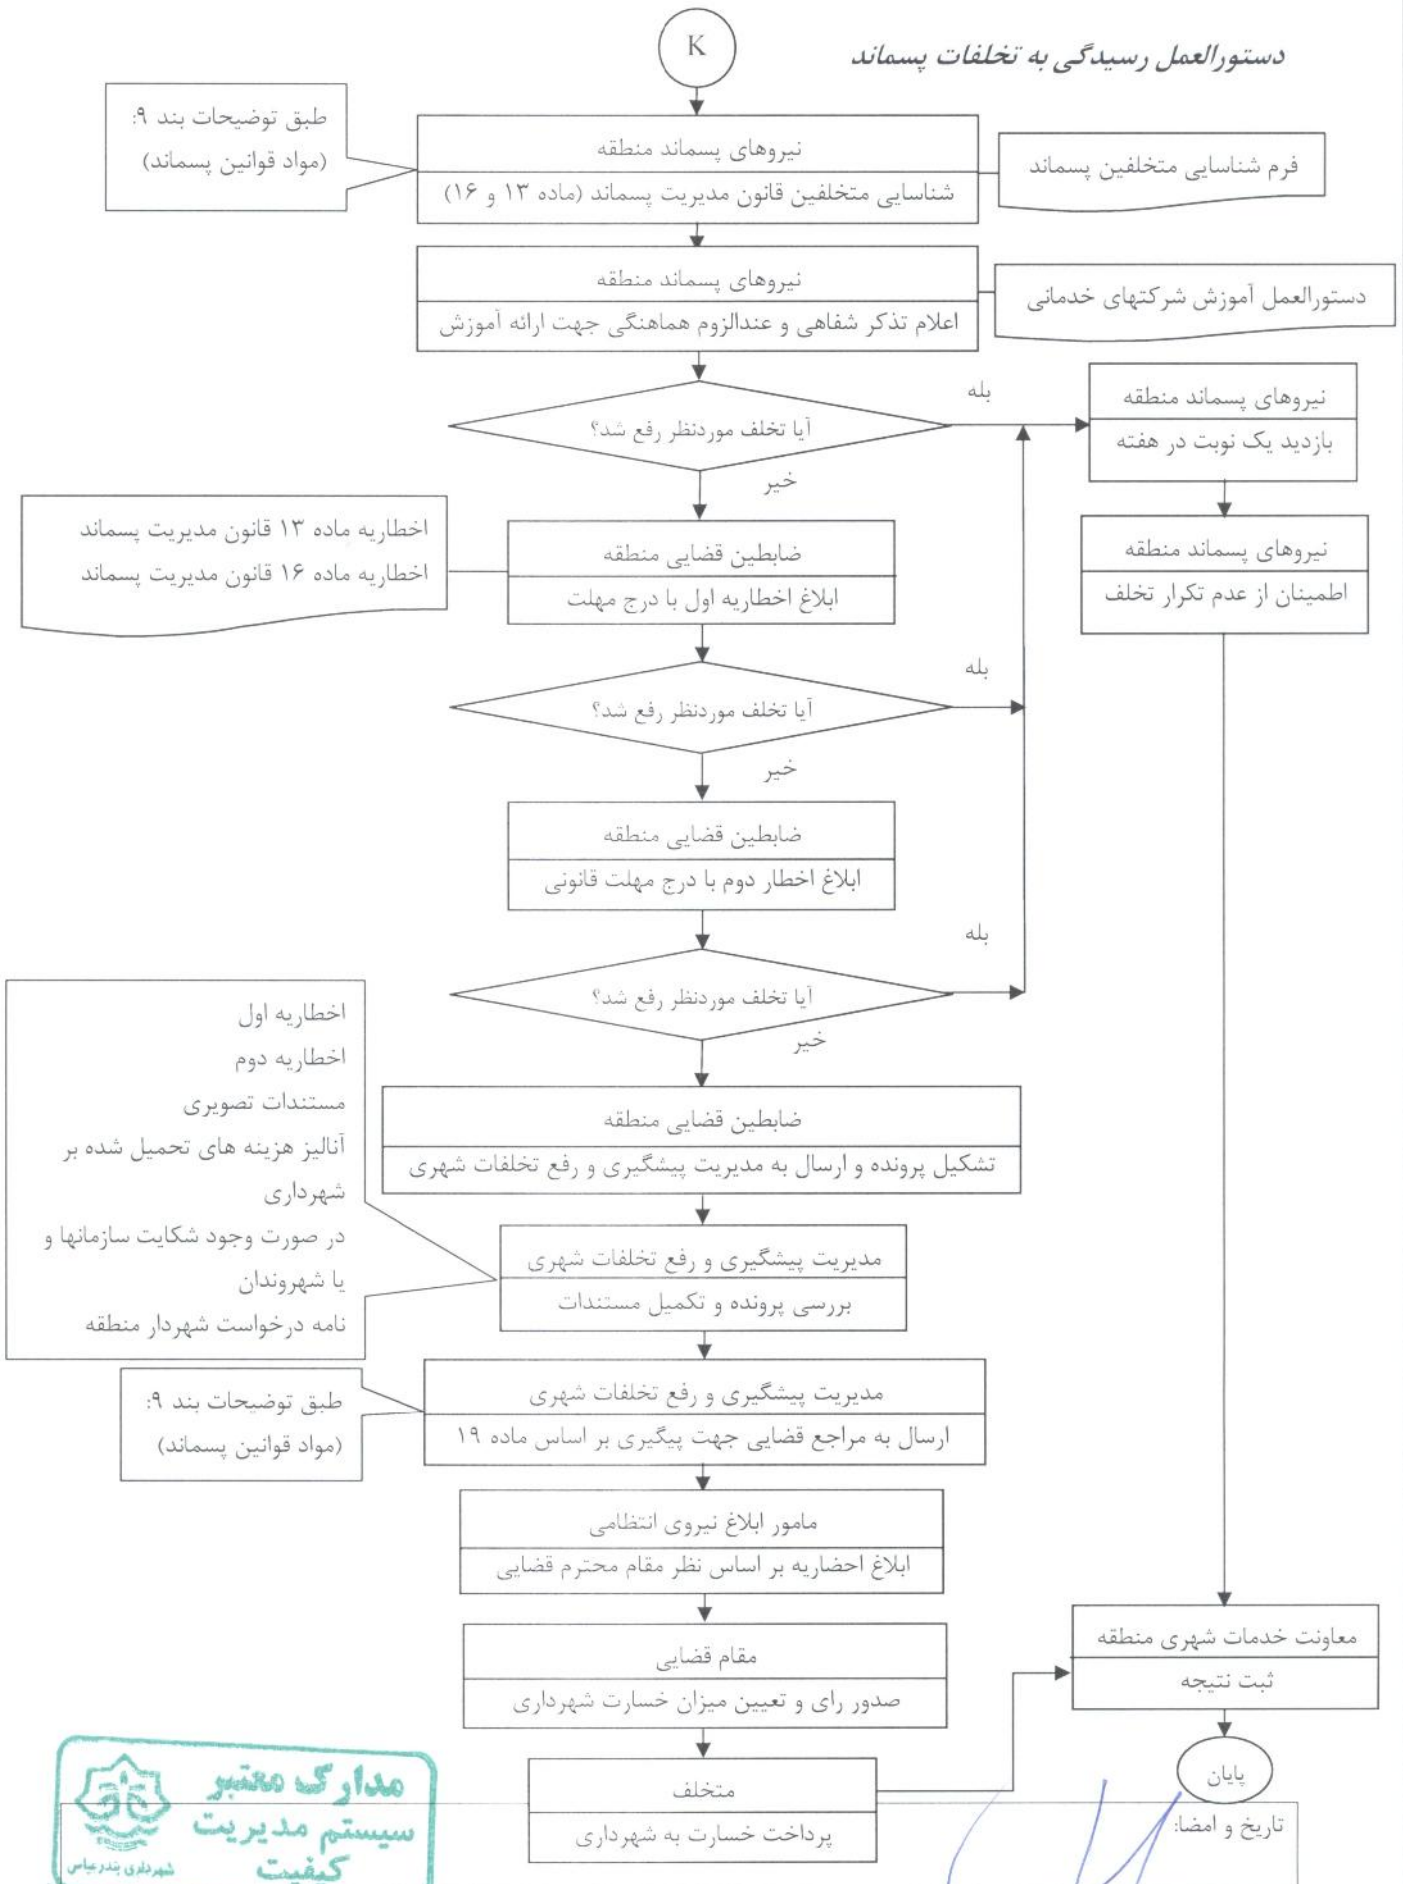 دستورالعمل رسیدگی به تخلفات پسماند
K
طبق توضیحات بند ۹:
(مواد قوانین پسماند)
نیروهای پسماند منطقه
شناسایی متخلفین قانون مدیریت پسماند (ماده ۱۳ و ۱۶)
فرم شناسایی متخلفین پسماند
نیروهای پسماند منطقه
اعلام تذکر شفاهی و عندالزوم هماهنگی جهت ارائه آموزش
دستورالعمل آموزش شرکتهای خدماتی
آیا تخلف موردنظر رفع شد؟
بله
خیر
نیروهای پسماند منطقه
بازدید یک نوبت در هفته
نیروهای پسماند منطقه
اطمینان از عدم تکرار تخلف
اخطاریه ماده ۱۳ قانون مدیریت پسماند
اخطاریه ماده ۱۶ قانون مدیریت پسماند
ضابطین قضایی منطقه
ابلاغ اخطاریه اول با درج مهلت
آیا تخلف موردنظر رفع شد؟
بله
خیر
ضابطین قضایی منطقه
ابلاغ اخطار دوم با درج مهلت قانونی
آیا تخلف موردنظر رفع شد؟
بله
خیر
ضابطین قضایی منطقه
تشکیل پرونده و ارسال به مدیریت پیشگیری و رفع تخلفات شهری
اخطاریه اول
اخطاریه دوم
مستندات تصویری
آنالیز هزینه های تحمیل شده بر
شهرداری
در صورت وجود شکایت سازمانها و
یا شهروندان
نامه درخواست شهردار منطقه
مدیریت پیشگیری و رفع تخلفات شهری
بررسی پرونده و تکمیل مستندات
طبق توضیحات بند ۹:
(مواد قوانین پسماند)
مدیریت پیشگیری و رفع تخلفات شهری
ارسال به مراجع قضایی جهت پیگیری بر اساس ماده ۱۹
مامور ابلاغ نیروی انتظامی
ابلاغ احضاریه بر اساس نظر مقام محترم قضایی
مقام قضایی
صدور رای و تعیین میزان خسارت شهرداری
متخلف
پرداخت خسارت به شهرداری
معاونت خدمات شهری منطقه
ثبت نتیجه
پایان
تاریخ و امضا:
مدارک معتبر
سیستم مدیریت
کیفیت
شهرداری بندرعباس